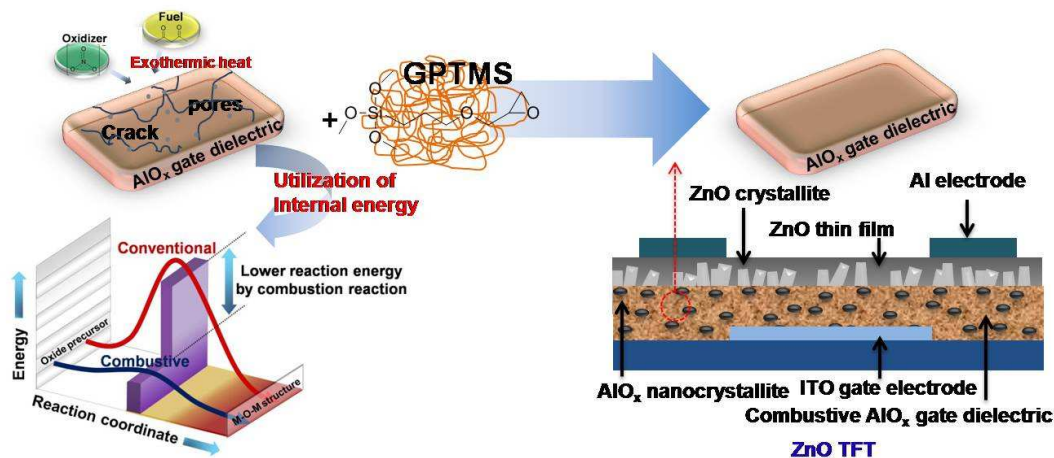 Fuel
Oxidizer
Exothermic heat
pores
Crack
AlOx gate dielectric
+
GPTMS
O
Si
O
O
O
O
AlOx gate dielectric
Utilization of
Internal energy
Conventional
Lower reaction energy
by combustion reaction
Energy
Oxide precursor
Combustive
M-O-M structure
Reaction coordinate
ZnO crystallite
Al electrode
ZnO thin film
AlOx nanocrystallite
ITO gate electrode
Combustive AlOx gate dielectric
ZnO TFT